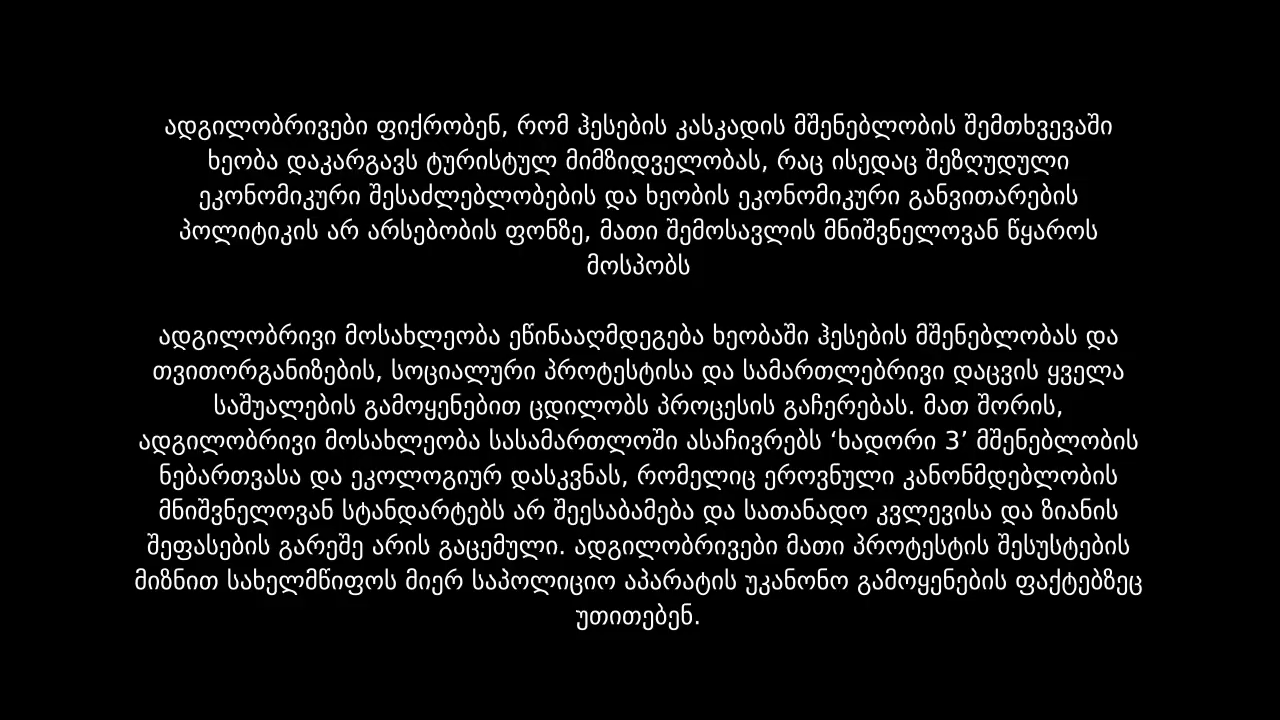 ადგილობრივები ფიქრობენ, რომ ჰესების კასკადის მშენებლობის შემთხვევაში
ხეობა დაკარგავს ტურისტულ მიმზიდველობას, რაც ისედაც შეზღუდული
ეკონომიკური შესაძლებლობების და ხეობის ეკონომიკური განვითარების
პოლიტიკის არ არსებობის ფონზე, მათი შემოსავლის მნიშვნელოვან წყაროს
მოსპობს
ადგილობრივი მოსახლეობა ეწინააღმდეგება ხეობაში ჰესების მშენებლობას და
თვითორგანიზების, სოციალური პროტესტისა და სამართლებრივი დაცვის ყველა
საშუალების გამოყენებით ცდილობს პროცესის გაჩერებას. მათ შორის,
ადგილობრივი მოსახლეობა სასამართლოში ასაჩივრებს ‘ხადორი 3’ მშენებლობის
ნებართვასა და ეკოლოგიურ დასკვნას, რომელიც ეროვნული კანონმდებლობის
მნიშვნელოვან სტანდარტებს არ შეესაბამება და სათანადო კვლევისა და ზიანის
შეფასების გარეშე არის გაცემული. ადგილობრივები მათი პროტესტის შესუსტების
მიზნით სახელმწიფოს მიერ საპოლიციო აპარატის უკანონო გამოყენების ფაქტებზეც
უთითებენ.